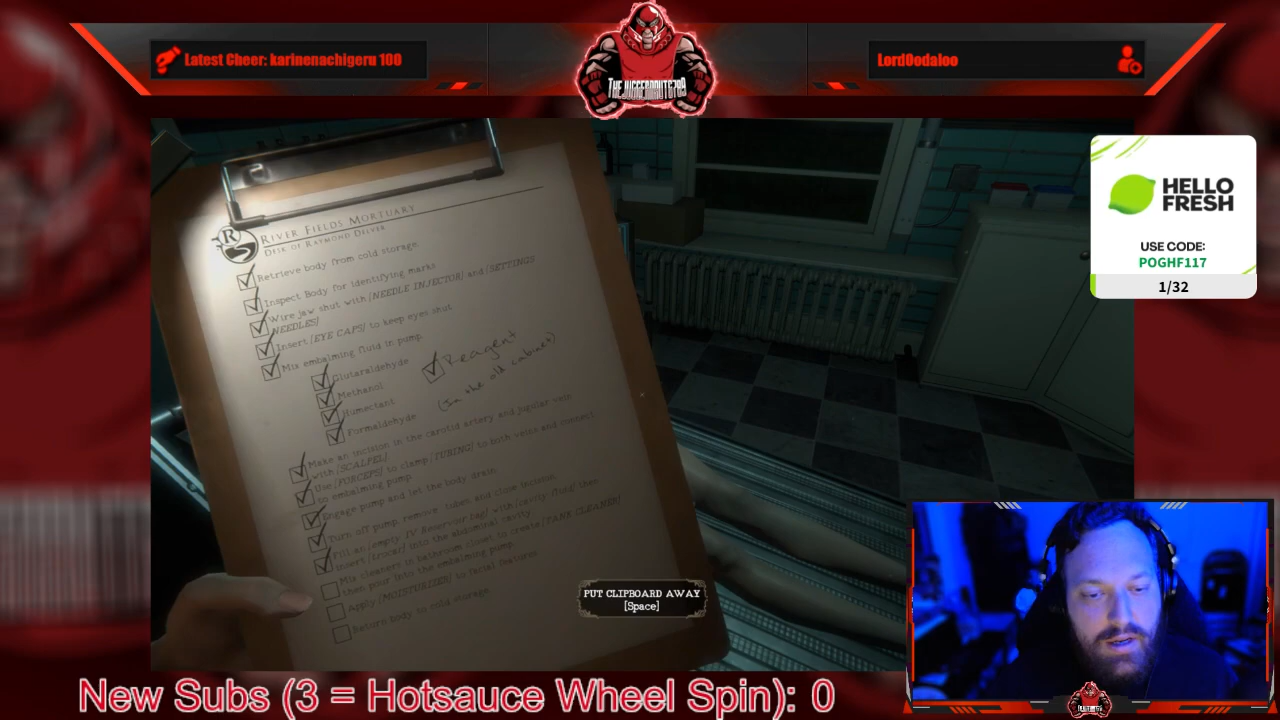 Latest Cheer: karinenachigeru 100
THEJUGGERNAUT6789
LordOodaloo
HELLO
FRESH
USE CODE:
POGHF117
1/32
R
RIVER FIELDS MORTUARY
DESK OF RAYMOND DELVER
Retrieve body from cold storage.
Inspect Body for identifying marks
Wire jaw shut with [NEEDLE INJECTOR] and [SETTINGS
NEEDLES]
Insert [EYE CAPS] to keep eyes shut
Mix embalming fluid in pump.
Glutaraldehyde
Methanol
Humectant
Formaldehyde
Reagent
(In the old cabinet)
Make an incision in the carotid artery and jugular vein
with [SCALPEL]
Use [FORCEPS] to clamp [TUBING] to both veins and connect
to embalming pump.
Engage pump and let the body drain.
Turn off pump, remove tubes and close incision.
Fill an [empty IV Reservoir bag] with [cavity fluid] then
insert [trocar] into the abdominal cavity.
Mix cleaners in bathroom closet to create [TANK CLEANER]
then pour into the embalming pump.
Apply [MOISTURIZER] to facial features.
Return body to cold storage.
PUT CLIPBOARD AWAY
[Space]
New Subs (3 = Hotsauce Wheel Spin): 0